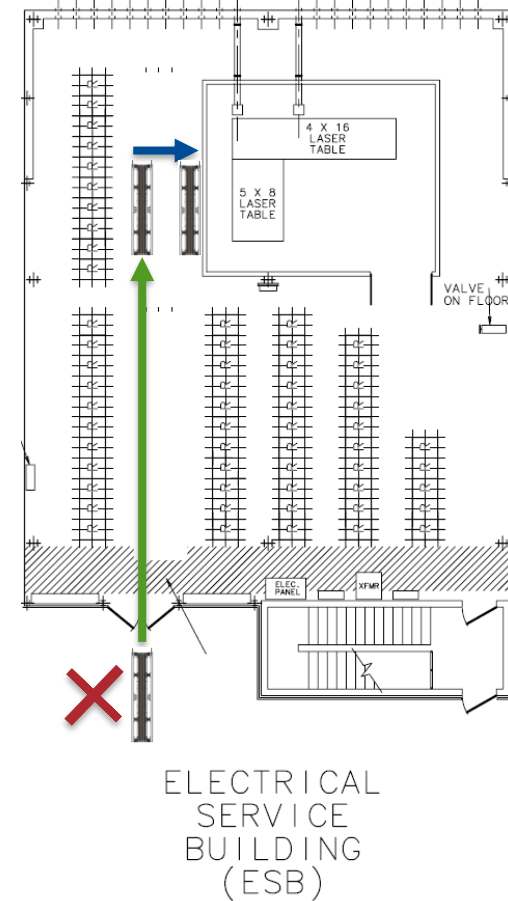 4 X 16
LASER
TABLE
5 X 8
LASER
TABLE
VALVE
ON FLOOR
ELEC.
PANEL
XFMR
ELECTRICAL
SERVICE
BUILDING
(ESB)